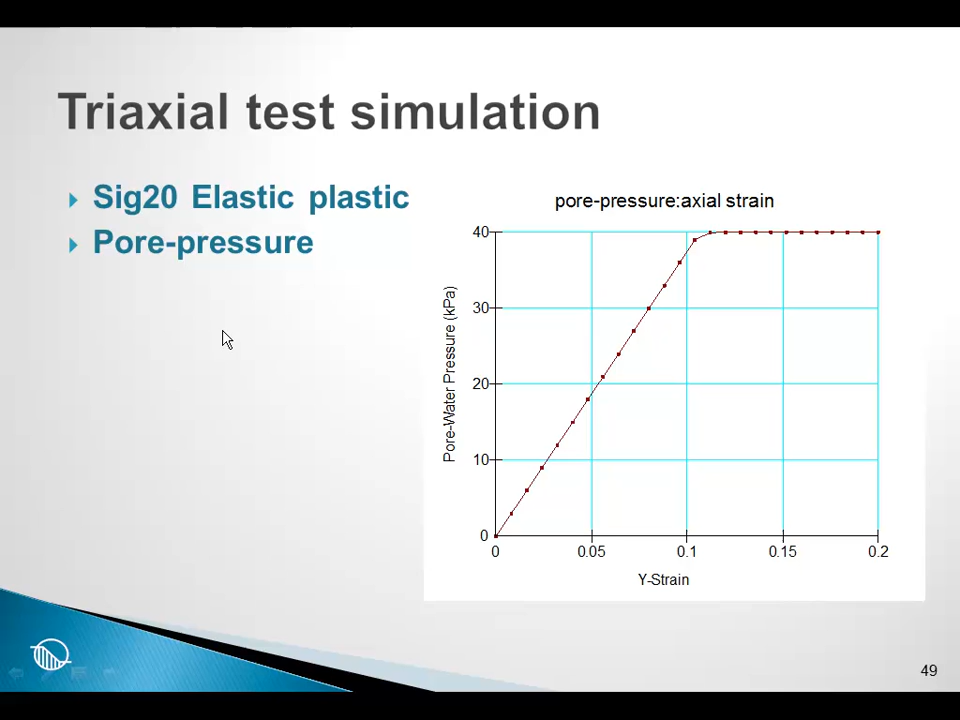 Triaxial test simulation
Sig20 Elastic plastic
Pore-pressure
pore-pressure:axial strain
40
30
20
10
0
Pore-Water Pressure (kPa)
0 0.05 0.1 0.15 0.2
Y-Strain
49